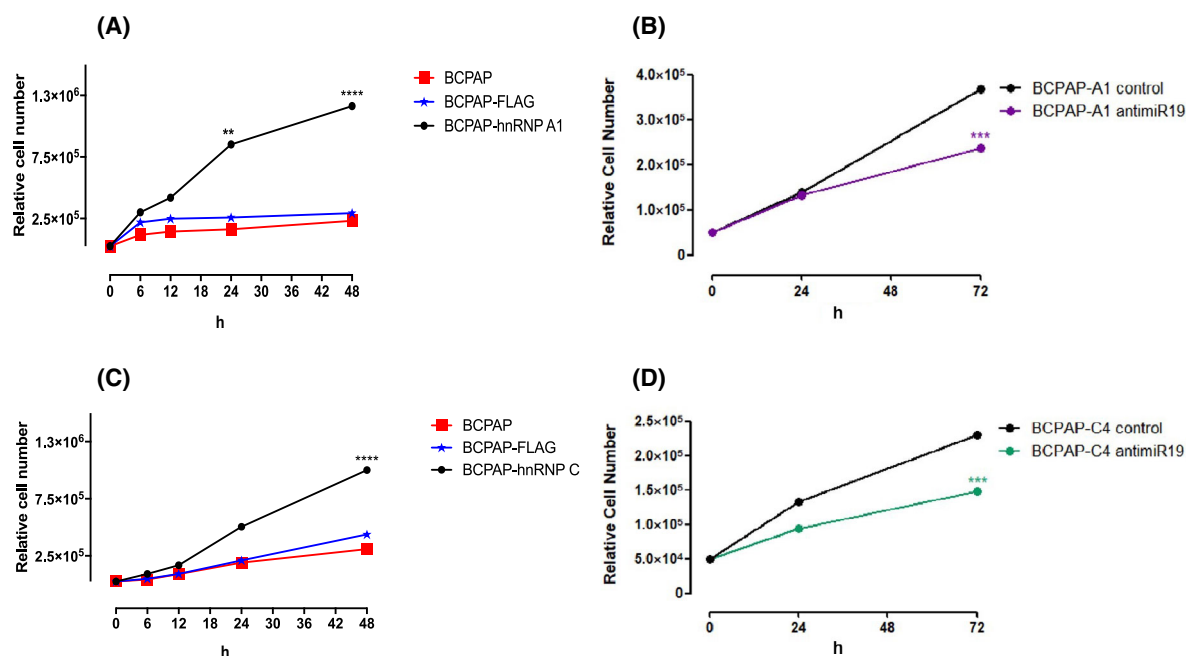 (A)
Relative cell number
1.3×10⁶
7.5×10⁵
2.5×10⁵
**
****
0 6 12 18 24 30 36 42 48
h
BCPAP
BCPAP-FLAG
BCPAP-hnRNP A1
(B)
Relative Cell Number
4.0×10⁵
3.0×10⁵
2.0×10⁵
1.0×10⁵
0
***
0 24 48 72
h
BCPAP-A1 control
BCPAP-A1 antimiR19
(C)
Relative cell number
1.3×10⁶
7.5×10⁵
2.5×10⁵
****
0 6 12 18 24 30 36 42 48
h
BCPAP
BCPAP-FLAG
BCPAP-hnRNP C
(D)
Relative Cell Number
2.5×10⁵
2.0×10⁵
1.5×10⁵
1.0×10⁵
5.0×10⁴
0
***
0 24 48 72
h
BCPAP-C4 control
BCPAP-C4 antimiR19